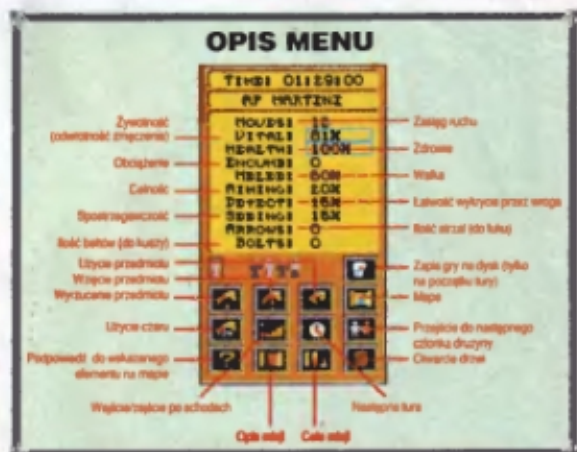 OPIS MENU
TIME: 01:29:00
AP MARTINI
MOVES: 12
VITAL: 81%
HEALTH: 100%
ENCUMB: 0
MELEE: 60%
AIMING: 20%
DETECT: 15%
SEEING: 15%
ARROWS: 0
BOLTS: 0
Żywotność
(odwrotność zmęczenia)
Obciążenie
Celność
Spostrzegawczość
Ilość bełtów (do kuszy)
Użycie przedmiotu
Wzięcie przedmiotu
Wyrzucenie przedmiotu
Użycie czaru
Podpowiedź do wskazanego
elementu na mapie
Wejście/zejście po schodach
Opis misji
Cele misji
Następna tura
Zasięg ruchu
Zdrowie
Walka
Łatwość wykrycia przez wroga
Ilość strzał (do łuku)
Zapis gry na dysk (tylko
na początku tury)
Mapa
Przejście do następnego
członka drużyny
Otwarcie drzwi